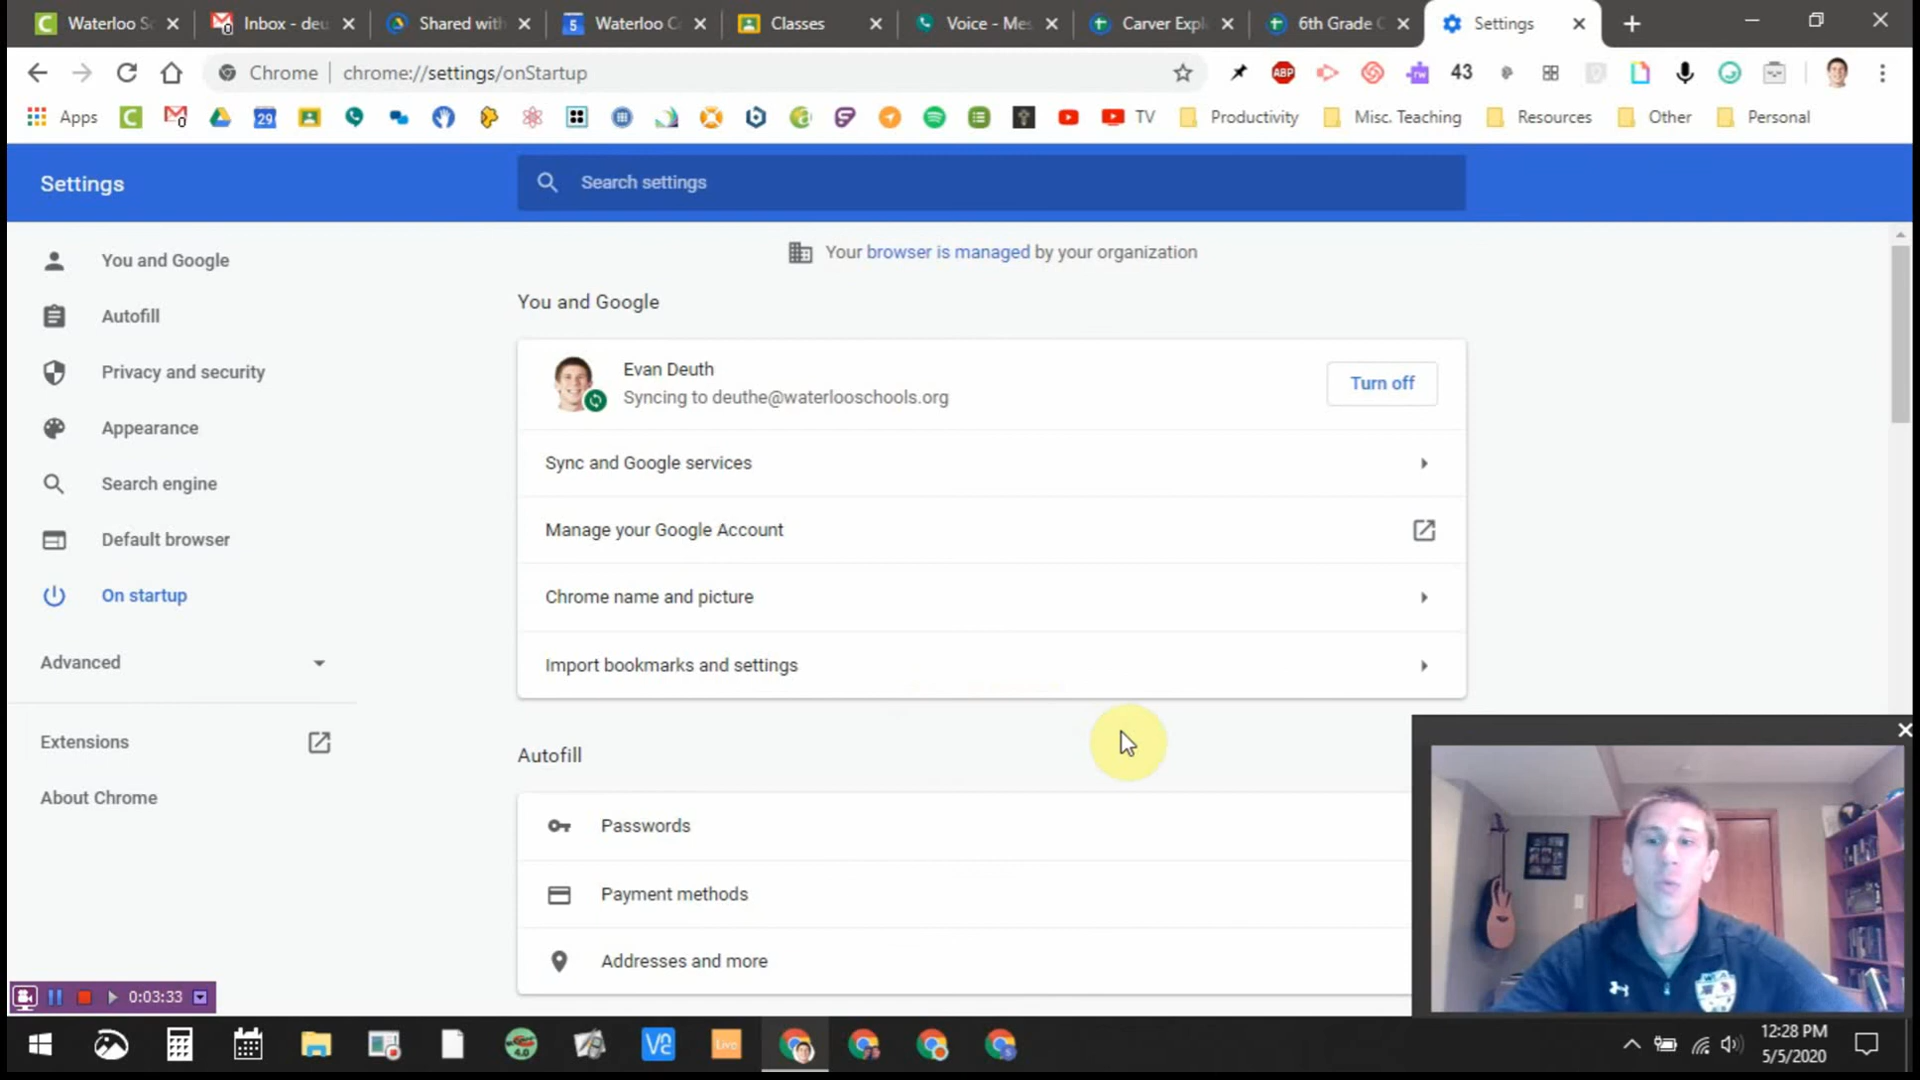 Waterloo S
Inbox - deu
Shared with
Waterloo C
Classes
Voice - Mes
Carver Expl
6th Grade C
Settings
Chrome
chrome://settings/onStartup
ABP
43
Apps
29
TV
Productivity
Misc. Teaching
Resources
Other
Personal
Settings
Search settings
Your browser is managed by your organization
You and Google
Autofill
Privacy and security
Appearance
Search engine
Default browser
On startup
Advanced
Extensions
About Chrome
You and Google
Evan Deuth
Syncing to deuthe@waterlooschools.org
Turn off
Sync and Google services
Manage your Google Account
Chrome name and picture
Import bookmarks and settings
Autofill
Passwords
Payment methods
Addresses and more
0:03:33
4.0
Live
12:28 PM
5/5/2020